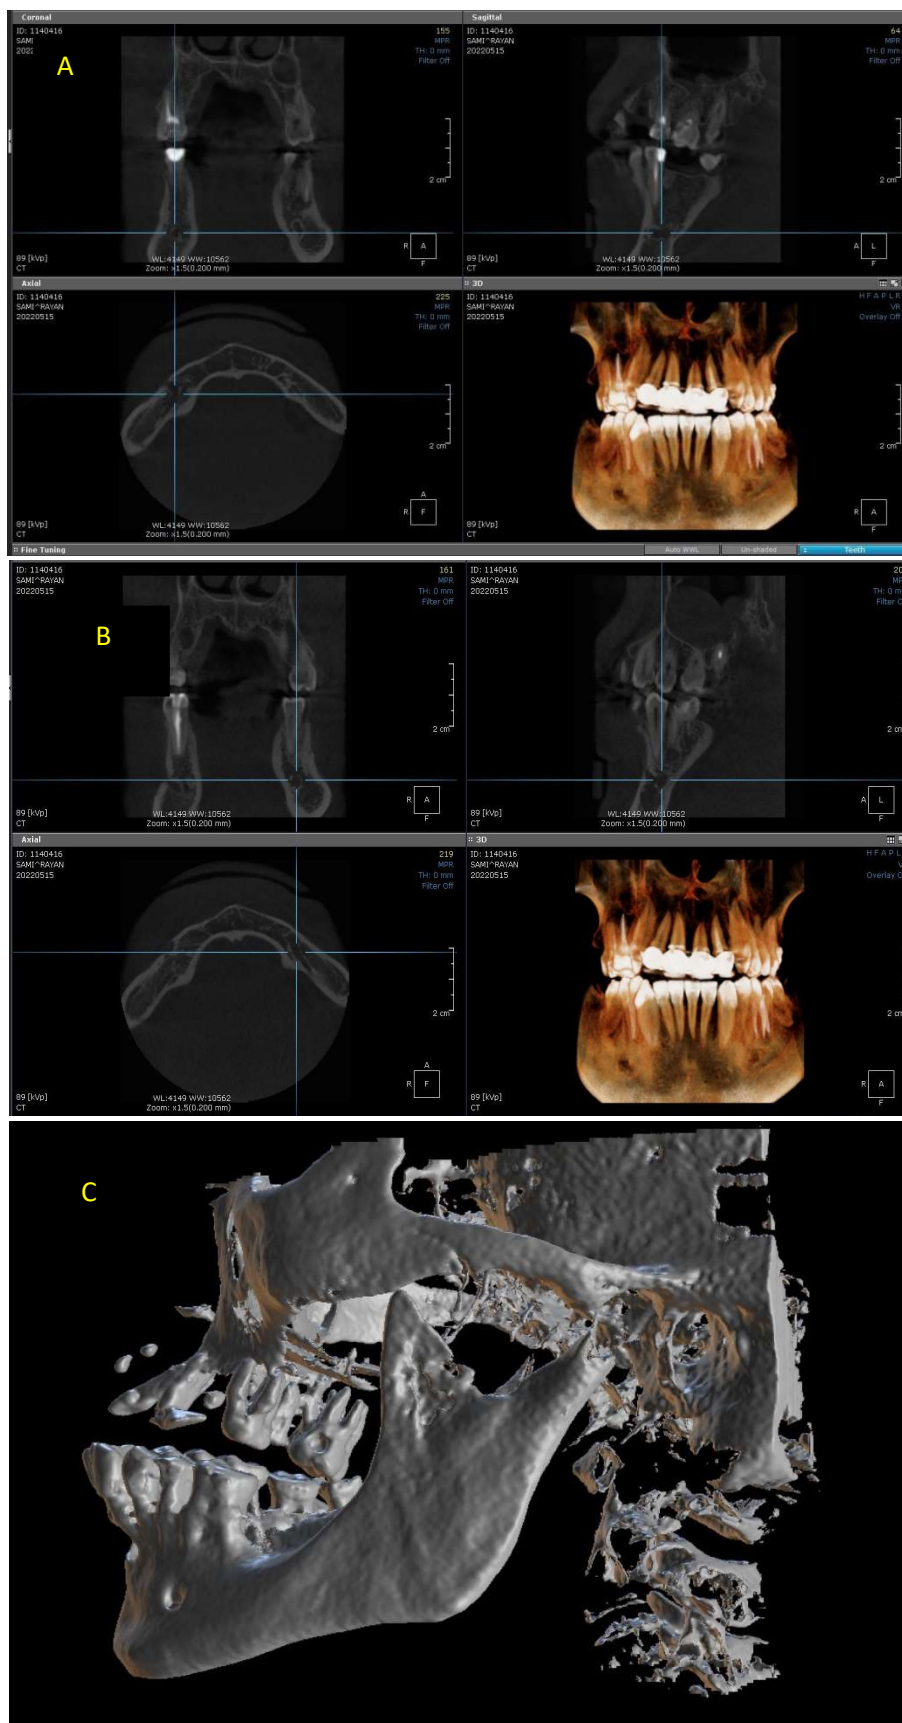 Coronal
ID: 1140416
SAMI
202
A
155
MPR
TH: 0 mm
Filter Off
2 cm
R A
F
89 [kVp]
CT
WL:4149 WW:10562
Zoom: x1.5(0.200 mm)
Sagittal
ID: 1140416
SAMI^RAYAN
20220515
64
MPR
TH: 0 mm
Filter Off
2 cm
A L
F
89 [kVp]
CT
WL:4149 WW:10562
Zoom: x1.5(0.200 mm)
Axial
ID: 1140416
SAMI^RAYAN
20220515
225
MPR
TH: 0 mm
Filter Off
2 cm
A
R F
89 [kVp]
CT
WL:4149 WW:10562
Zoom: x1.5(0.200 mm)
3D
ID: 1140416
SAMI^RAYAN
20220515
H F A P L R
VR
Overlay Off
2 cm
R A
F
89 [kVp]
CT
Fine Tuning
Auto WWL
Un-shaded
Teeth
ID: 1140416
SAMI^RAYAN
20220515
B
161
MPR
TH: 0 mm
Filter Off
2 cm
R A
F
89 [kVp]
CT
WL:4149 WW:10562
Zoom: x1.5(0.200 mm)
ID: 1140416
SAMI^RAYAN
20220515
20
MPR
TH: 0 m
Filter O
2 cm
A L
F
89 [kVp]
CT
WL:4149 WW:10562
Zoom: x1.5(0.200 mm)
Axial
ID: 1140416
SAMI^RAYAN
20220515
219
MPR
TH: 0 mm
Filter Off
2 cm
A
R F
89 [kVp]
CT
WL:4149 WW:10562
Zoom: x1.5(0.200 mm)
3D
ID: 1140416
SAMI^RAYAN
20220515
H F A P L
V
Overlay O
2 cm
R A
F
89 [kVp]
CT
C